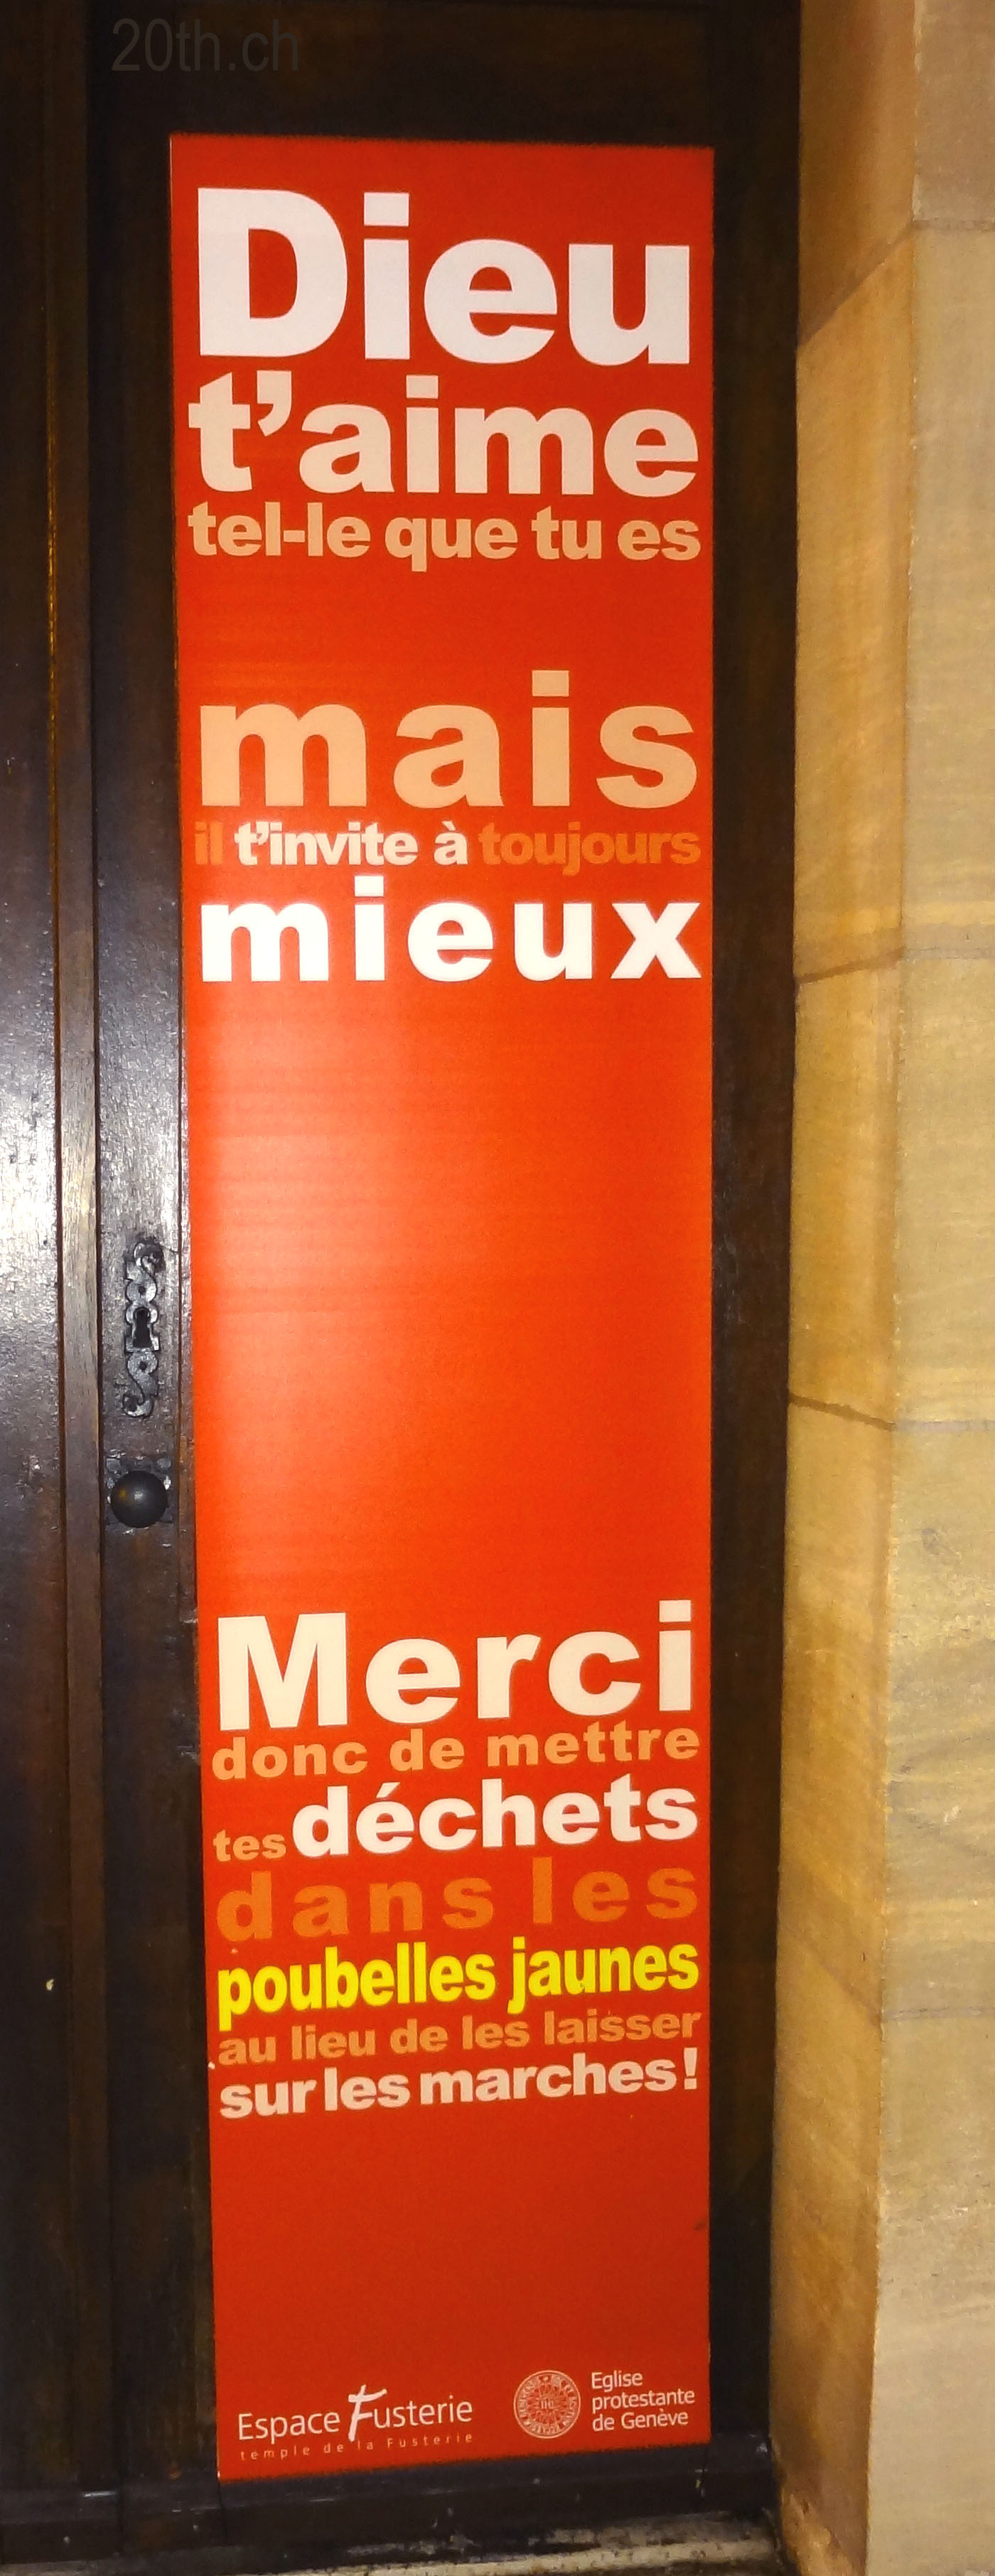 20th.ch
Dieu
t'aime
tel-le que tu es
mais
il t'invite à toujours
mieux
Merci
donc de mettre
tes déchets
dans les
poubelles jaunes
au lieu de les laisser
sur les marches!
Espace Fusterie
temple de la Fusterie
Eglise
protestante
de Genève